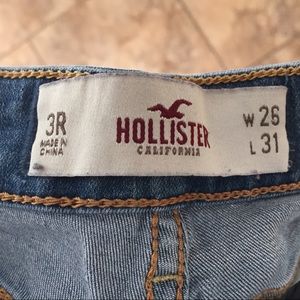 3R
MADE IN
CHINA
HOLLISTER
CALIFORNIA
W 26
L 31